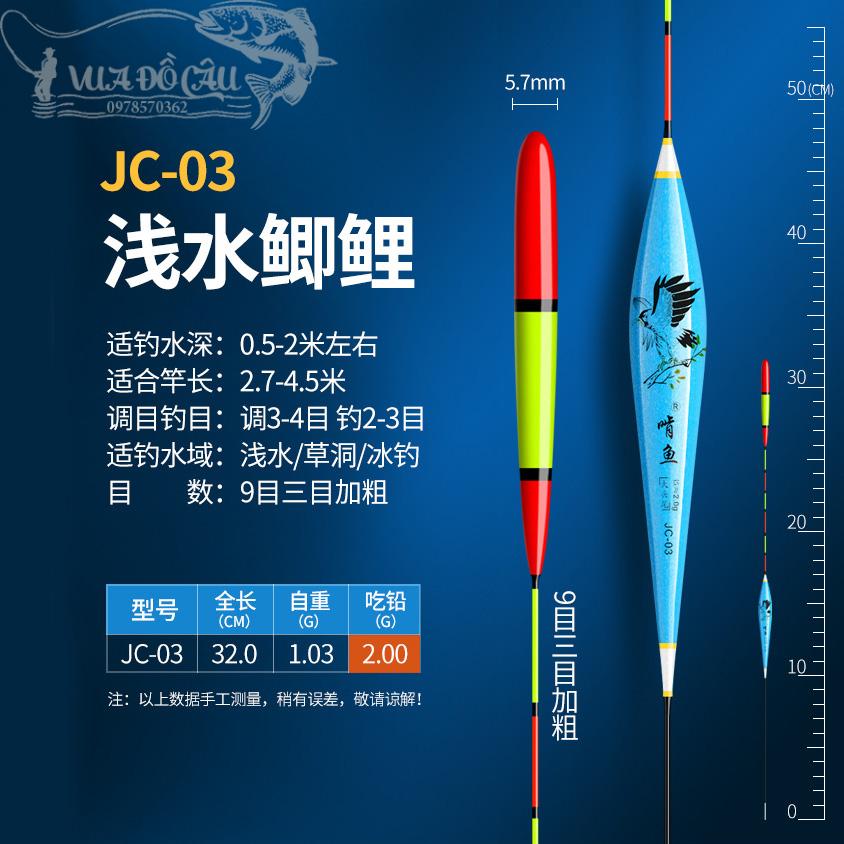 VUA ĐỒ CÂU
0978570362
JC-03
浅水鲫鲤
适钓水深：0.5-2米左右
适合竿长：2.7-4.5米
调目钓目：调3-4目 钓2-3目
适钓水域：浅水/草洞/冰钓
目 数：9目三目加粗
型号 全长(CM) 自重(G) 吃铅(G)
JC-03 32.0 1.03 2.00
注：以上数据手工测量，稍有误差，敬请谅解！
5.7mm
9目三目加粗
®
啃鱼
2.0g
JC-03
50(CM)
40
30
20
10
0